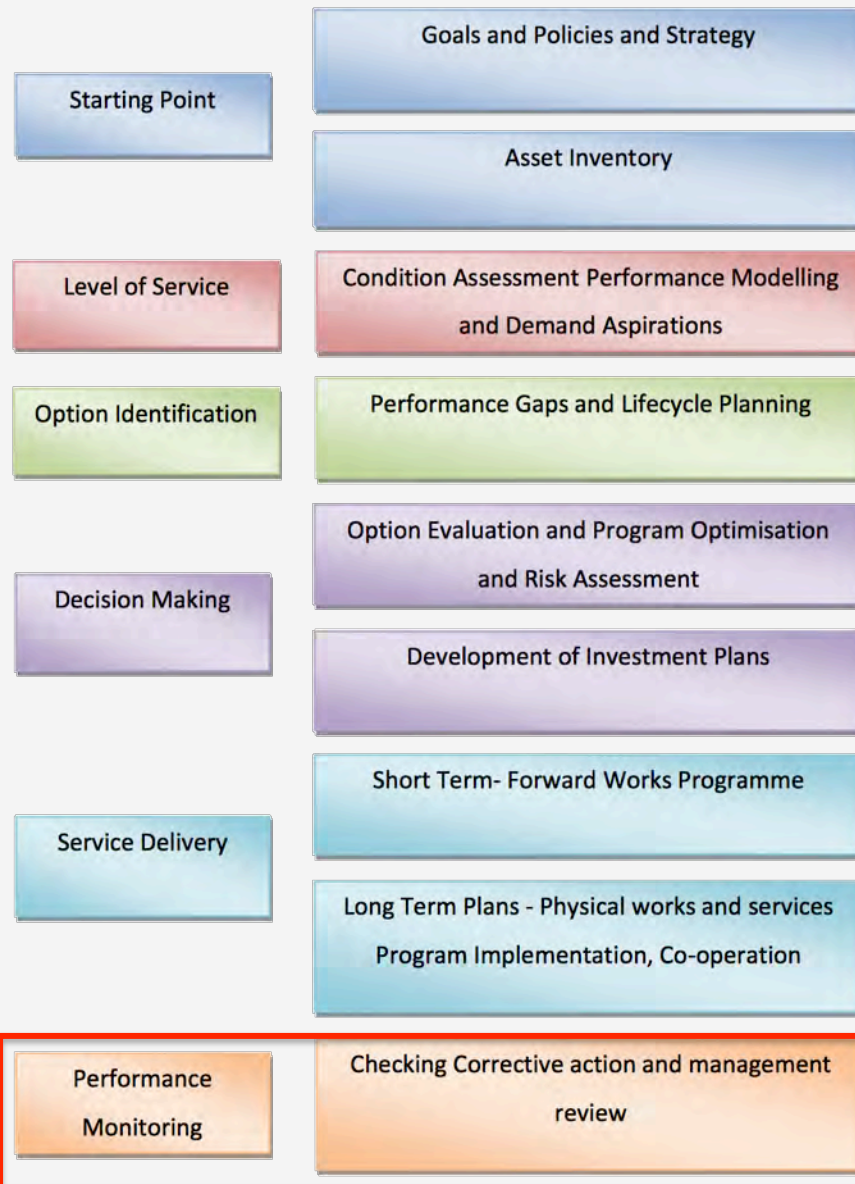 Starting Point
Goals and Policies and Strategy
Asset Inventory
Level of Service
Condition Assessment Performance Modelling
and Demand Aspirations
Option Identification
Performance Gaps and Lifecycle Planning
Decision Making
Option Evaluation and Program Optimisation
and Risk Assessment
Development of Investment Plans
Service Delivery
Short Term- Forward Works Programme
Long Term Plans - Physical works and services
Program Implementation, Co-operation
Performance
Monitoring
Checking Corrective action and management
review